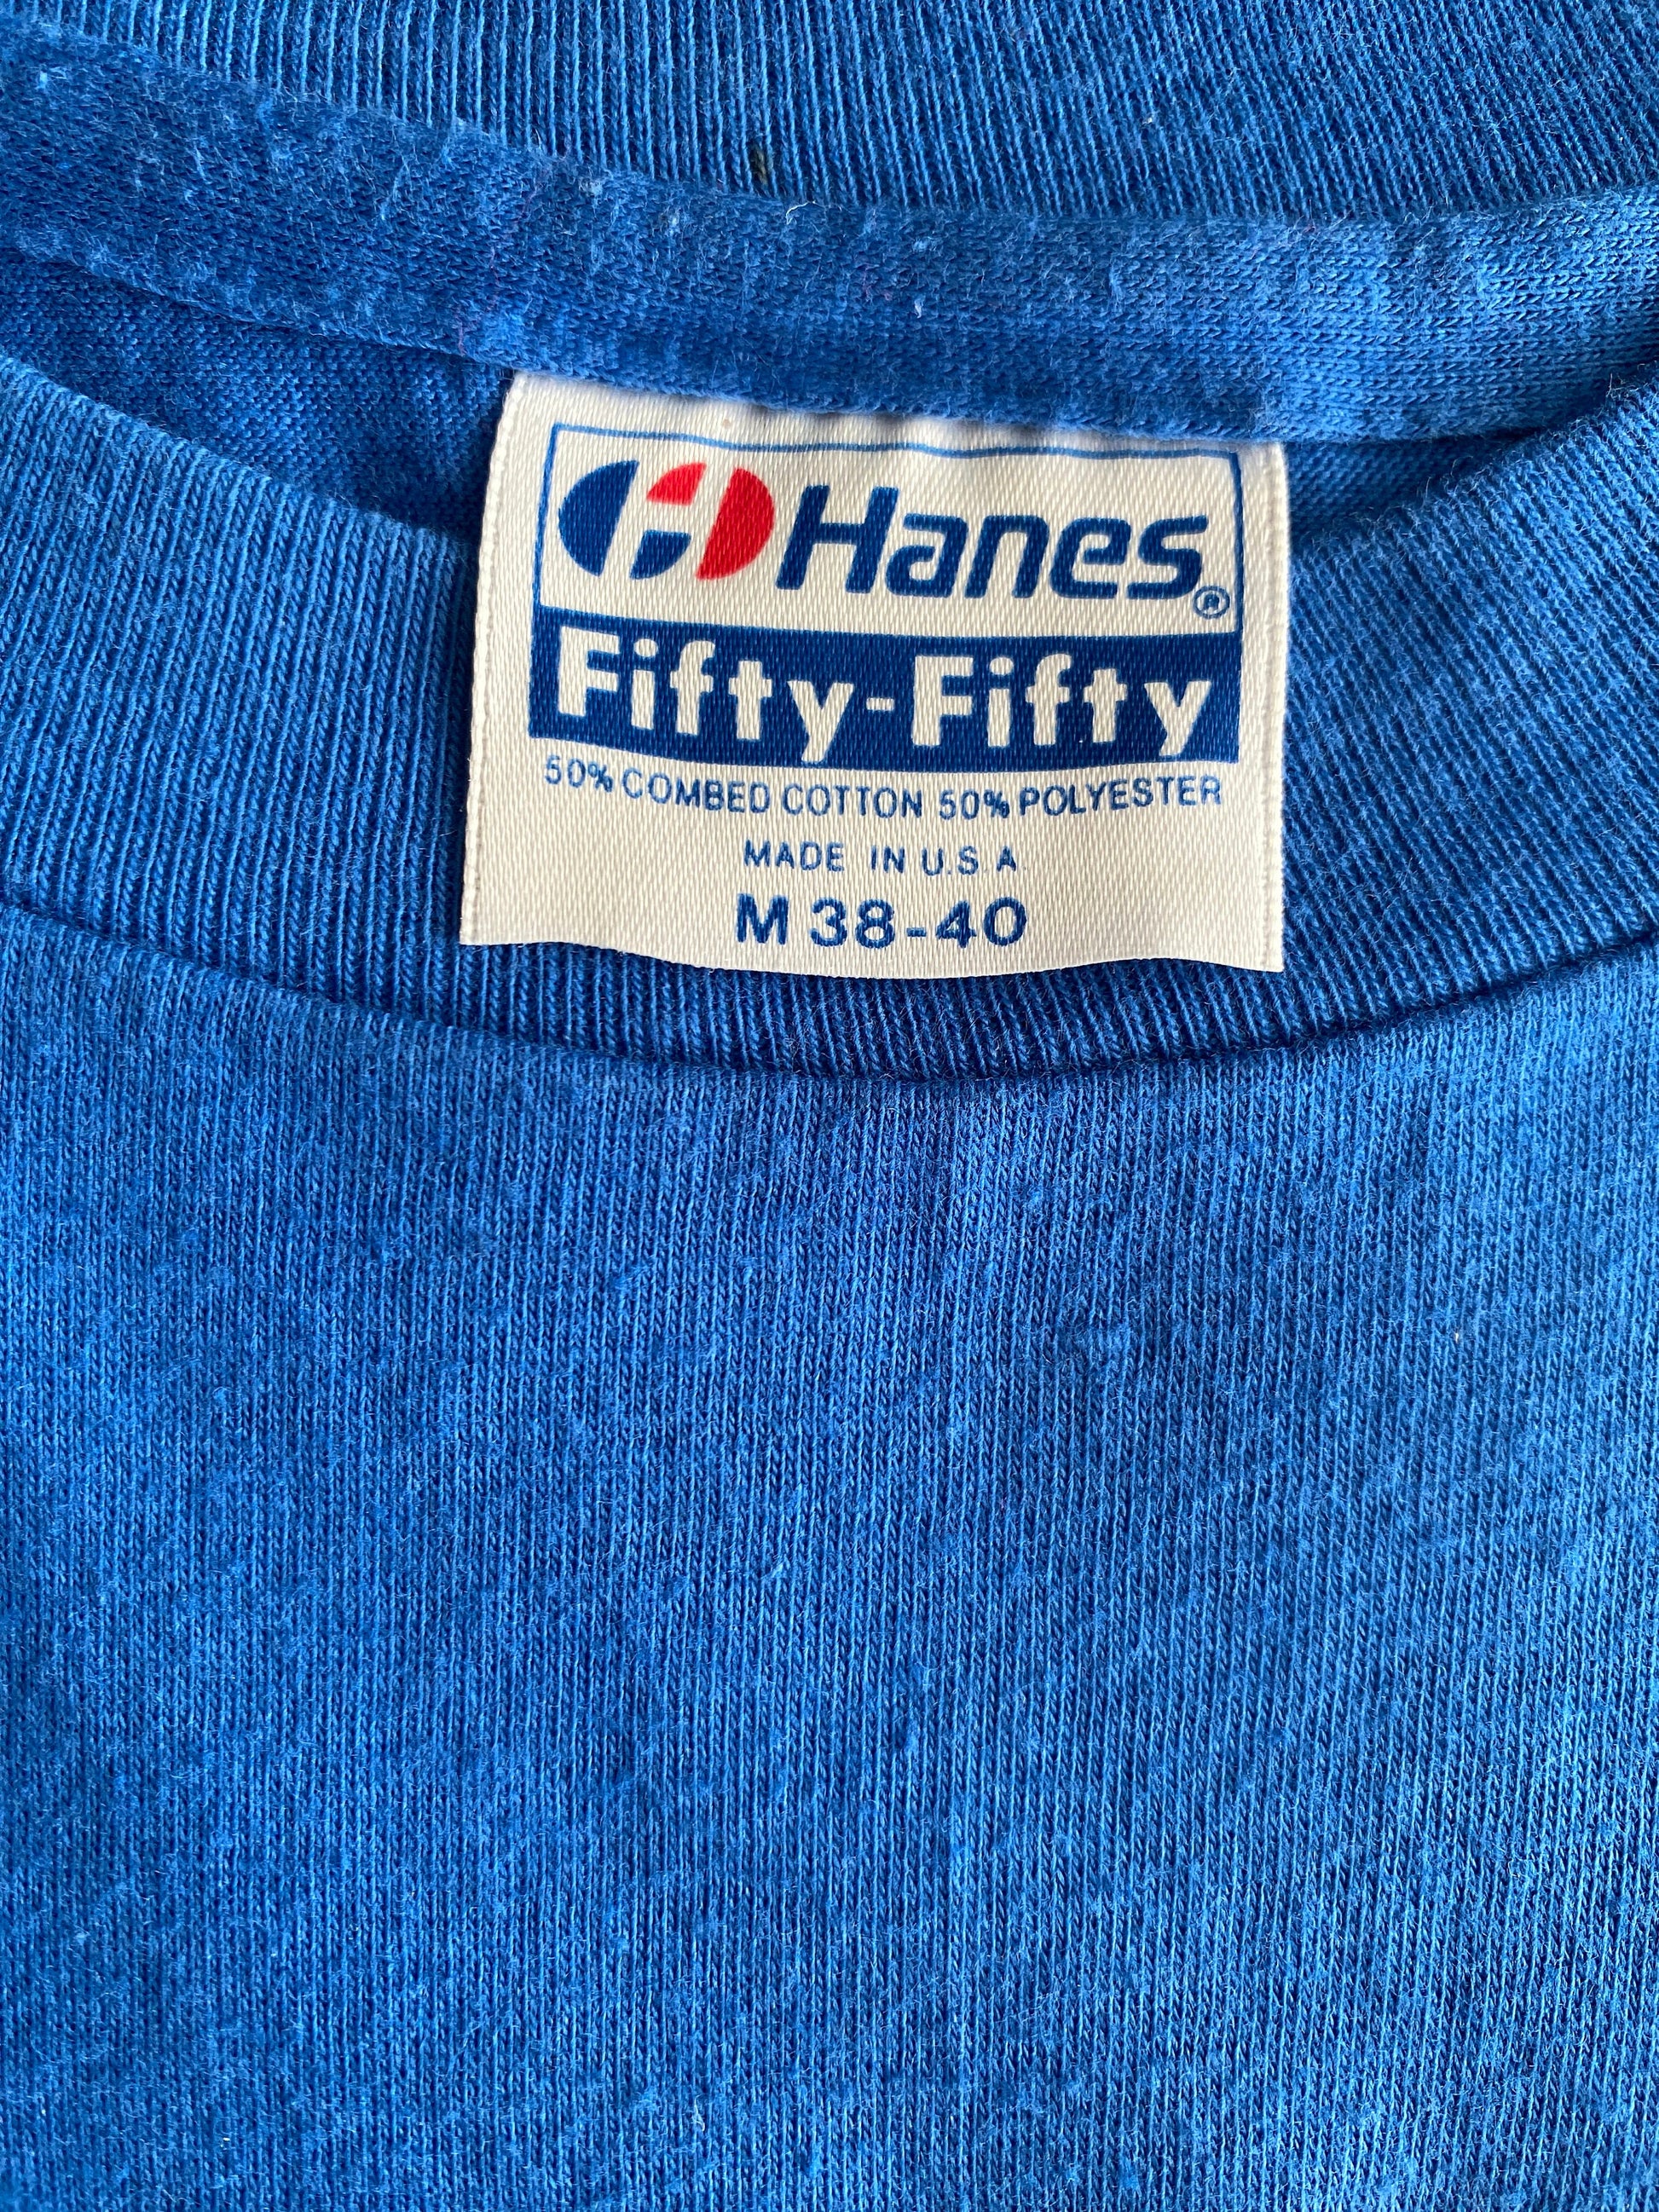 H Hanes®
Fifty-Fifty
50% COMBED COTTON 50% POLYESTER
MADE IN U.S.A
M 38-40